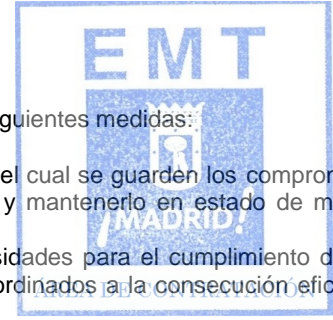 EMT
guientes medidas:
el cual se guarden los compror
y mantenerlo en estado de m
¡MADRID!
sidades para el cumplimiento d
ordinados a la consecución efic
ÁREA DE CONTRATACIÓN